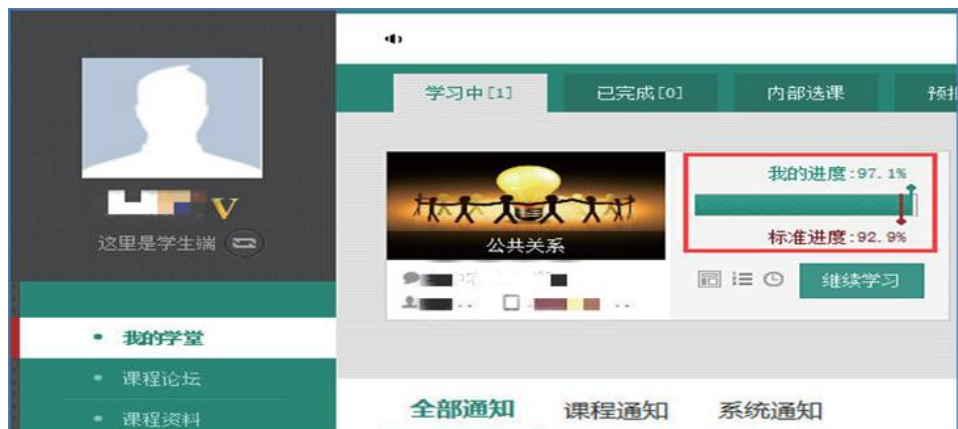 V
这里是学生端
我的学堂
课程论坛
课程资料
学习中[1]
已完成[0]
内部选课
公共关系
我的进度:97.1%
标准进度:92.9%
继续学习
全部通知
课程通知
系统通知